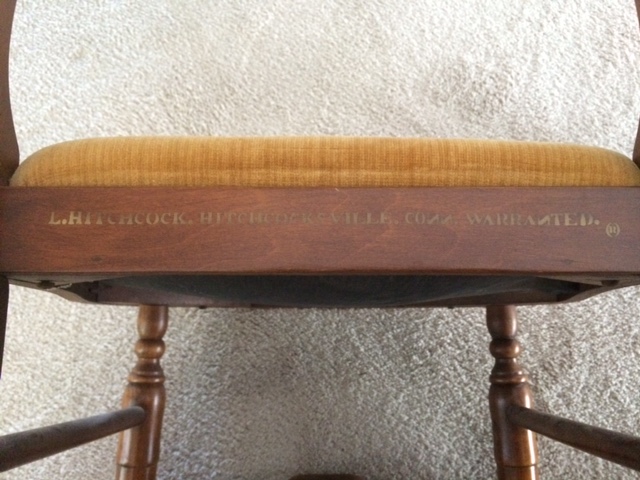 L.HITCHCOCK. HITCHCOCKSVILLE. CONN. WARRANTED. ®